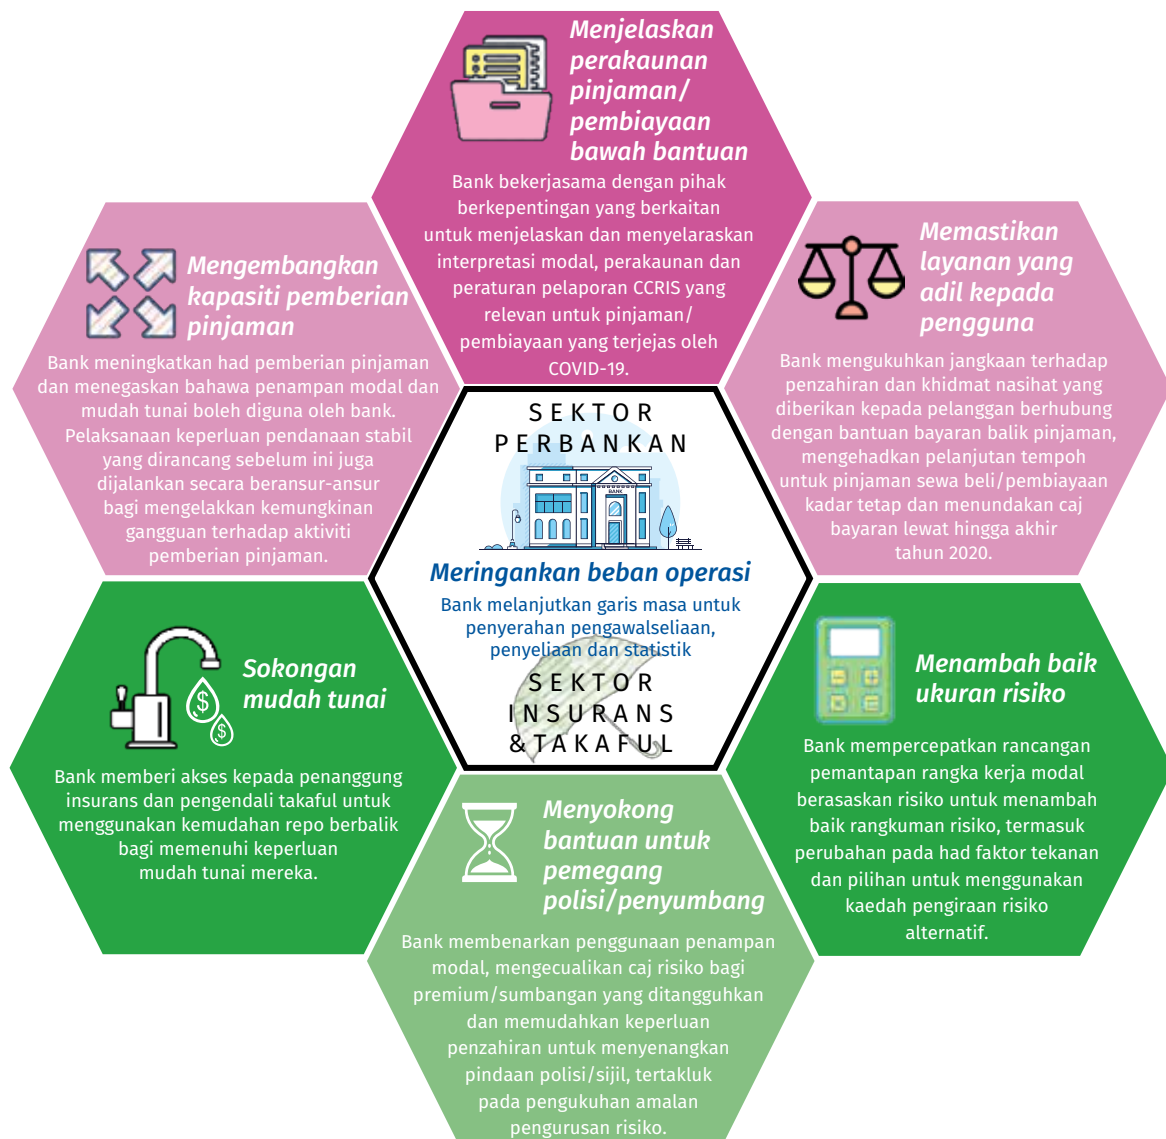 Menjelaskan
perakaunan
pinjaman/
pembiayaan
bawah bantuan
Bank bekerjasama dengan pihak
berkepentingan yang berkaitan
untuk menjelaskan dan menyelaraskan
interpretasi modal, perakaunan dan
peraturan pelaporan CCRIS yang
relevan untuk pinjaman/
pembiayaan yang terjejas oleh
COVID-19.
Mengembangkan
kapasiti pemberian
pinjaman
Bank meningkatkan had pemberian pinjaman
dan menegaskan bahawa penampan modal dan
mudah tunai boleh diguna oleh bank.
Pelaksanaan keperluan pendanaan stabil
yang dirancang sebelum ini juga
dijalankan secara beransur-ansur
bagi mengelakkan kemungkinan
gangguan terhadap aktiviti
pemberian pinjaman.
Memastikan
layanan yang
adil kepada
pengguna
Bank mengukuhkan jangkaan terhadap
penzahiran dan khidmat nasihat yang
diberikan kepada pelanggan berhubung
dengan bantuan bayaran balik pinjaman,
mengehadkan pelanjutan tempoh
untuk pinjaman sewa beli/pembiayaan
kadar tetap dan menundakan caj
bayaran lewat hingga akhir
tahun 2020.
SEKTOR
PERBANKAN
BANK
Meringankan beban operasi
Bank melanjutkan garis masa untuk
penyerahan pengawalseliaan,
penyeliaan dan statistik
SEKTOR
INSURANS
&TAKAFUL
Sokongan
mudah tunai
$
$
Bank memberi akses kepada penanggung
insurans dan pengendali takaful untuk
menggunakan kemudahan repo berbalik
bagi memenuhi keperluan
mudah tunai mereka.
Menambah baik
ukuran risiko
Bank mempercepatkan rancangan
pemantapan rangka kerja modal
berasaskan risiko untuk menambah
baik rangkuman risiko, termasuk
perubahan pada had faktor tekanan
dan pilihan untuk menggunakan
kaedah pengiraan risiko
alternatif.
Menyokong
bantuan untuk
pemegang
polisi/penyumbang
Bank membenarkan penggunaan penampan
modal, mengecualikan caj risiko bagi
premium/sumbangan yang ditangguhkan
dan memudahkan keperluan
penzahiran untuk menyenangkan
pindaan polisi/sijil, tertakluk
pada pengukuhan amalan
pengurusan risiko.